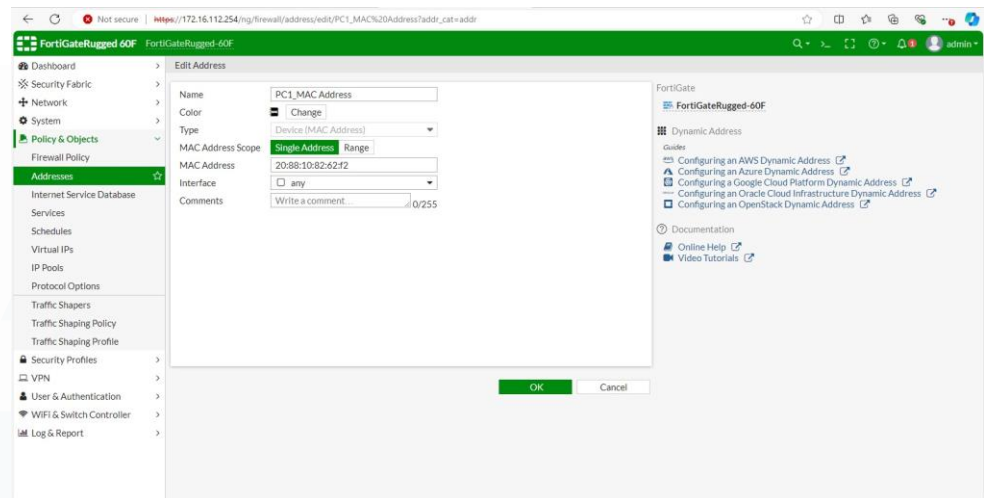 Not secure | https://172.16.112.254/ng/firewall/address/edit/PC1_MAC%20Address?addr_cat=addr
FortiGateRugged 60F FortiGateRugged-60F
admin
Dashboard
Security Fabric
Network
System
Policy & Objects
Firewall Policy
Addresses
Internet Service Database
Services
Schedules
Virtual IPs
IP Pools
Protocol Options
Traffic Shapers
Traffic Shaping Policy
Traffic Shaping Profile
Security Profiles
VPN
User & Authentication
WiFi & Switch Controller
Log & Report
Edit Address
Name PC1_MAC Address
Color Change
Type Device (MAC Address)
MAC Address Scope Single Address Range
MAC Address 20:88:10:82:62:f2
Interface any
Comments Write a comment... 0/255
OK Cancel
FortiGate
FortiGateRugged-60F
Dynamic Address
Guides
Configuring an AWS Dynamic Address
Configuring an Azure Dynamic Address
Configuring a Google Cloud Platform Dynamic Address
Configuring an Oracle Cloud Infrastructure Dynamic Address
Configuring an OpenStack Dynamic Address
Documentation
Online Help
Video Tutorials